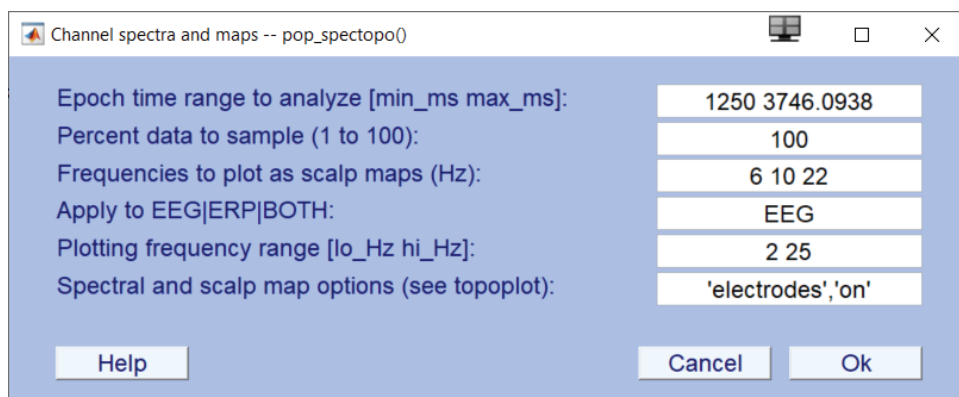 Channel spectra and maps -- pop_spectopo()
Epoch time range to analyze [min_ms max_ms]: 1250 3746.0938
Percent data to sample (1 to 100): 100
Frequencies to plot as scalp maps (Hz): 6 10 22
Apply to EEG|ERP|BOTH: EEG
Plotting frequency range [lo_Hz hi_Hz]: 2 25
Spectral and scalp map options (see topoplot): 'electrodes','on'
Help Cancel Ok